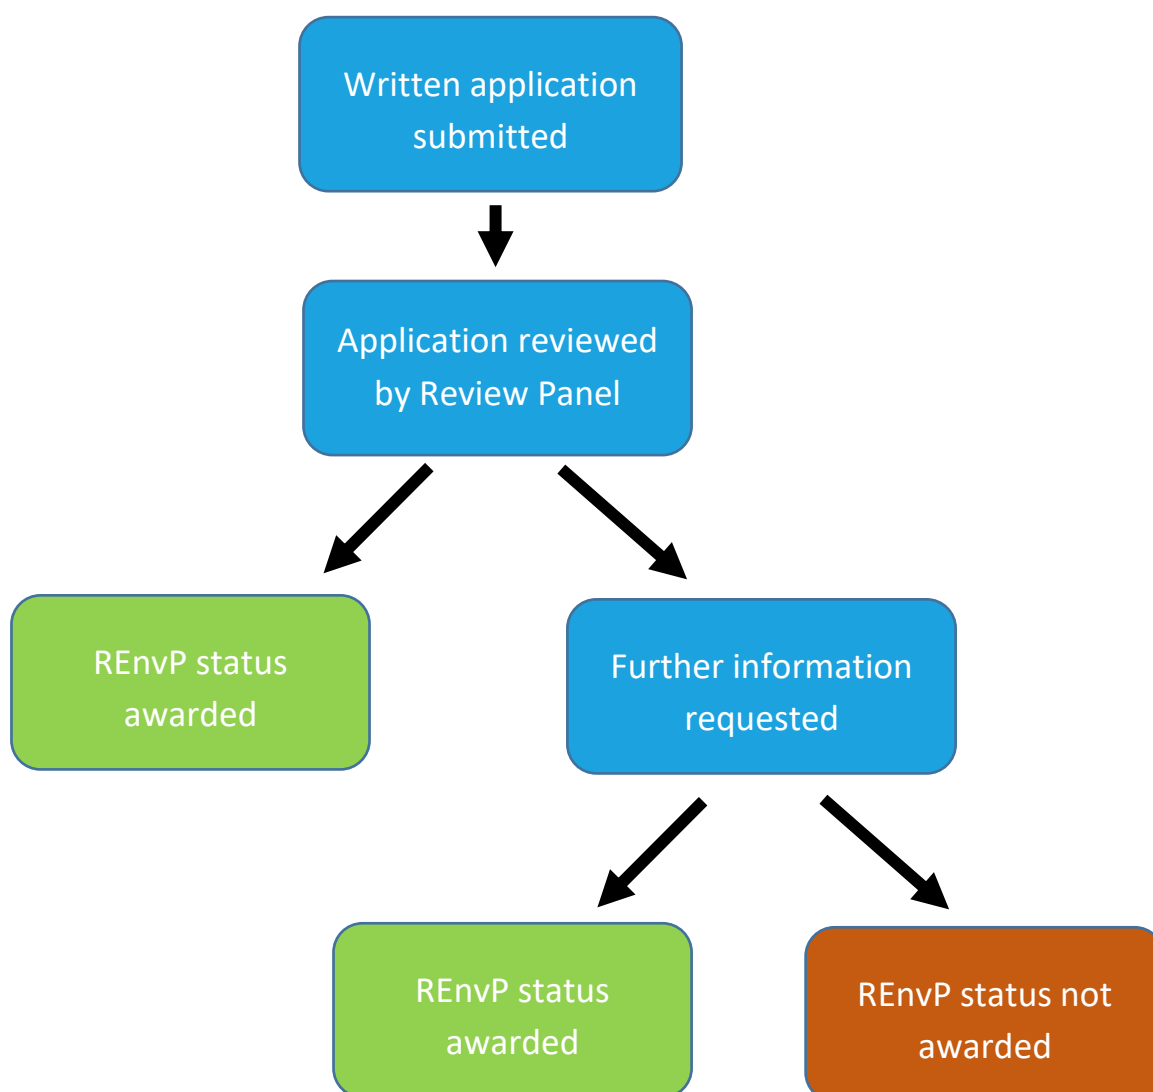 Written application
submitted
Application reviewed
by Review Panel
REnvP status
awarded
Further information
requested
REnvP status
awarded
REnvP status not
awarded